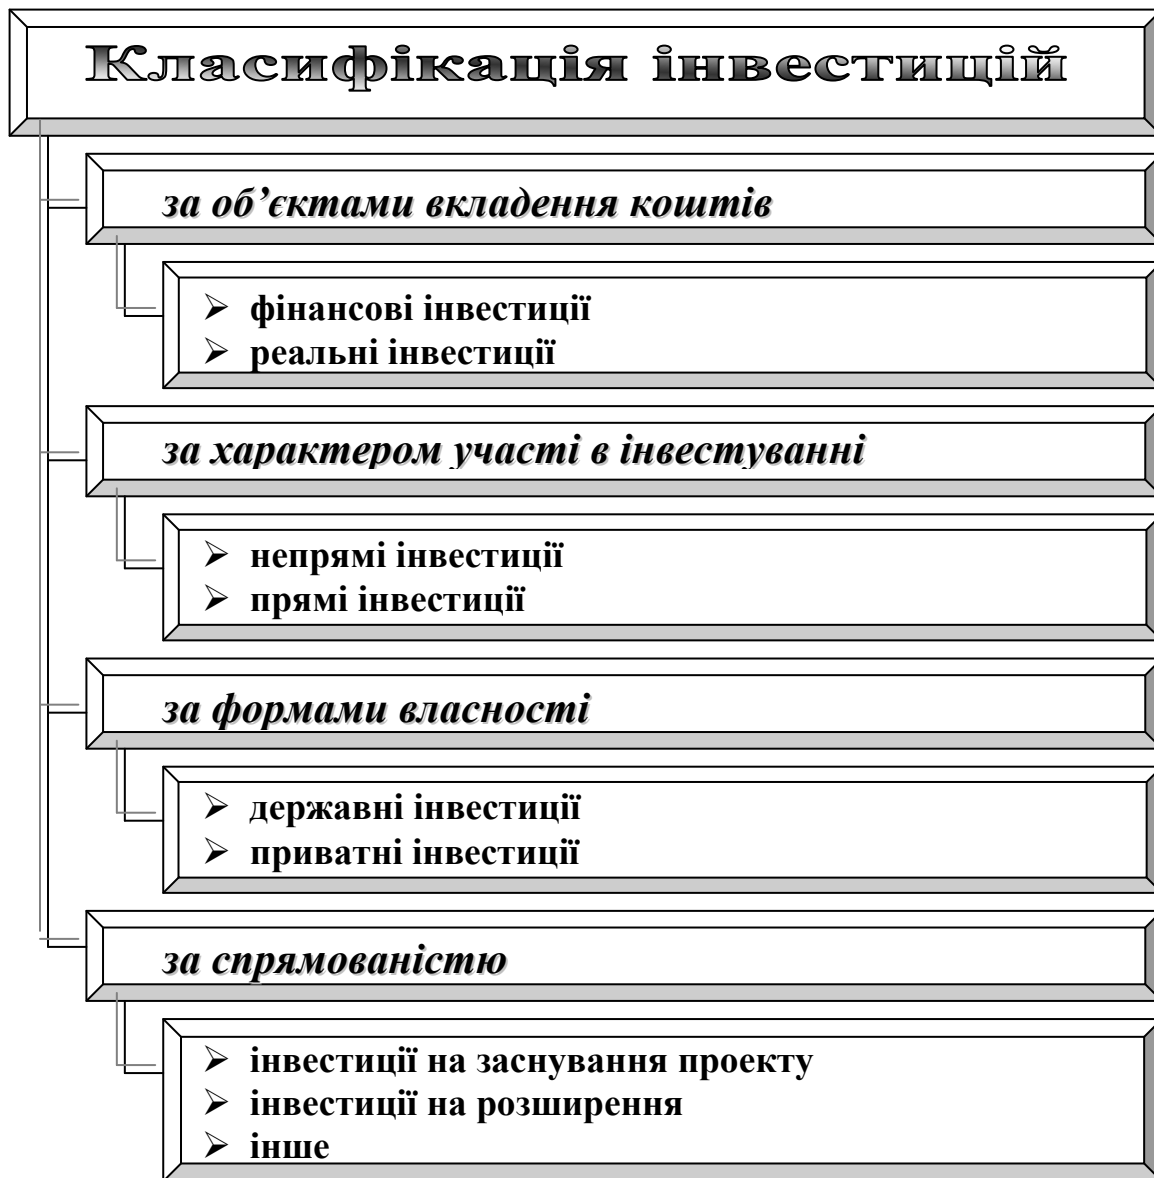 Класифікація інвестицій
за об’єктами вкладення коштів
➢ фінансові інвестиції
➢ реальні інвестиції
за характером участі в інвестуванні
➢ непрямі інвестиції
➢ прямі інвестиції
за формами власності
➢ державні інвестиції
➢ приватні інвестиції
за спрямованістю
➢ інвестиції на заснування проекту
➢ інвестиції на розширення
➢ інше